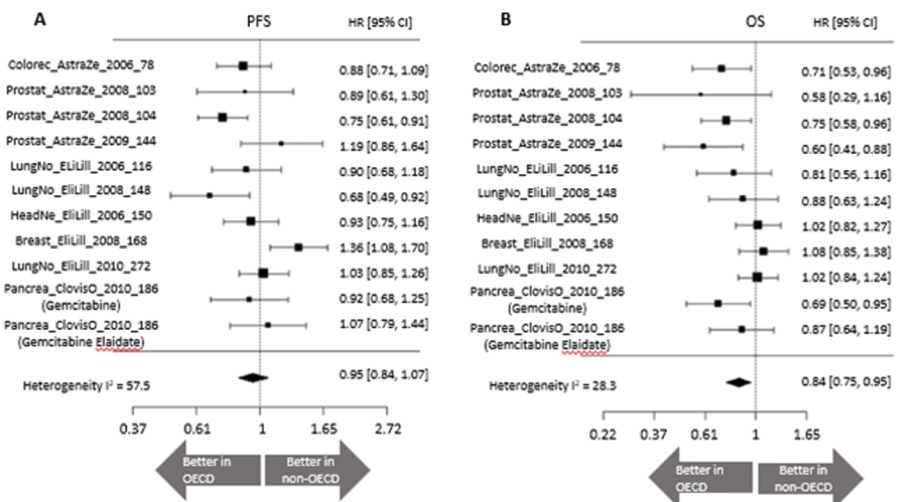 A
PFS
HR [95% CI]
Colorec_AstraZe_2006_78
0.88 [0.71, 1.09]
Prostat_AstraZe_2008_103
0.89 [0.61, 1.30]
Prostat_AstraZe_2008_104
0.75 [0.61, 0.91]
Prostat_AstraZe_2009_144
1.19 [0.86, 1.64]
LungNo_ELiLill_2006_116
0.90 [0.68, 1.18]
LungNo_EliLill_2008_148
0.68 [0.49, 0.92]
HeadNe_EliLill_2006_150
0.93 [0.75, 1.16]
Breast_EliLill_2008_168
1.36 [1.08, 1.70]
LungNo_EliLill_2010_272
1.03 [0.85, 1.26]
Pancrea_ClovisO_2010_186
(Gemcitabine)
0.92 [0.68, 1.25]
Pancrea_ClovisO_2010_186
(Gemcitabine Elaidate)
1.07 [0.79, 1.44]
Heterogeneity I² = 57.5
0.95 [0.84, 1.07]
0.37 0.61 1 1.65 2.72
Better in
OECD
Better in
non-OECD
B
OS
HR [95% CI]
Colorec_AstraZe_2006_78
0.71 [0.53, 0.96]
Prostat_AstraZe_2008_103
0.58 [0.29, 1.16]
Prostat_AstraZe_2008_104
0.75 [0.58, 0.96]
Prostat_AstraZe_2009_144
0.60 [0.41, 0.88]
LungNo_ELiLill_2006_116
0.81 [0.56, 1.16]
LungNo_EliLill_2008_148
0.88 [0.63, 1.24]
HeadNe_EliLill_2006_150
1.02 [0.82, 1.27]
Breast_EliLill_2008_168
1.08 [0.85, 1.38]
LungNo_EliLill_2010_272
1.02 [0.84, 1.24]
Pancrea_ClovisO_2010_186
(Gemcitabine)
0.69 [0.50, 0.95]
Pancrea_ClovisO_2010_186
(Gemcitabine Elaidate)
0.87 [0.64, 1.19]
Heterogeneity I² = 28.3
0.84 [0.75, 0.95]
0.22 0.37 0.61 1 1.65
Better in
OECD
Better in
non-OECD